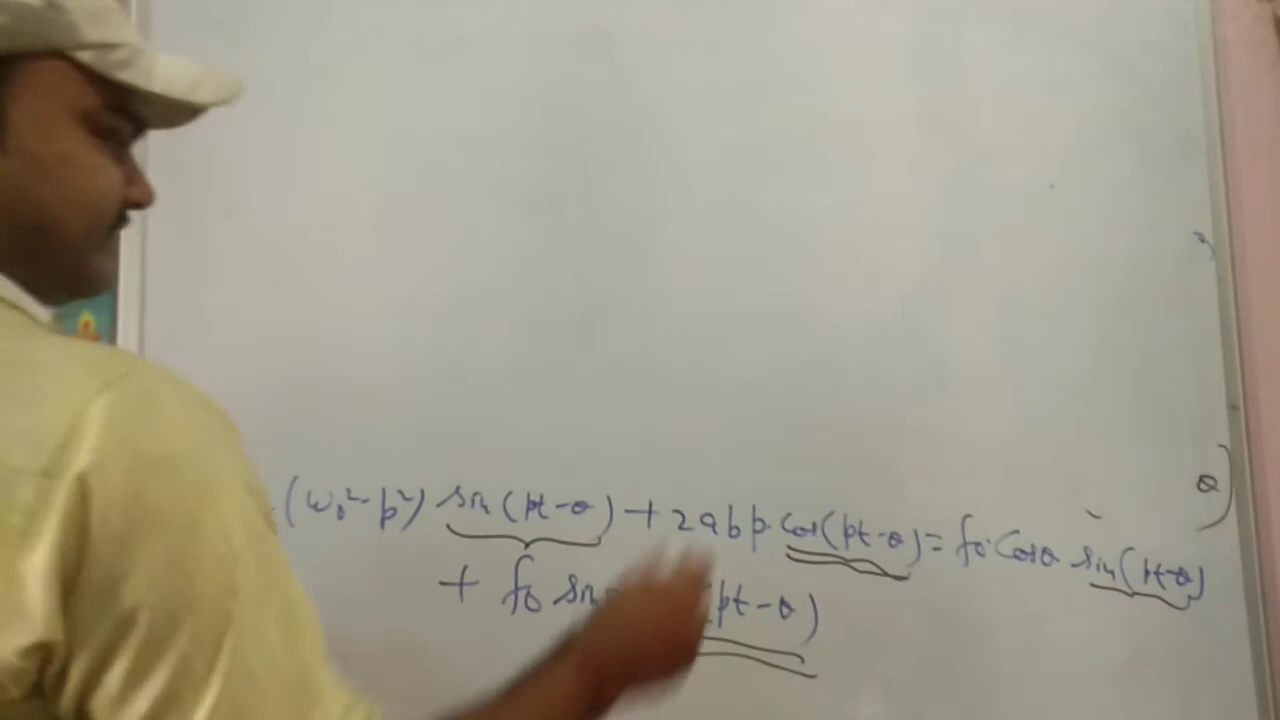 θ)
(ω₀²-p²) sin(pt-θ) + 2abp cos(pt-θ) = f₀ cosθ sin(pt-θ)
+ f₀ sin (pt-θ)